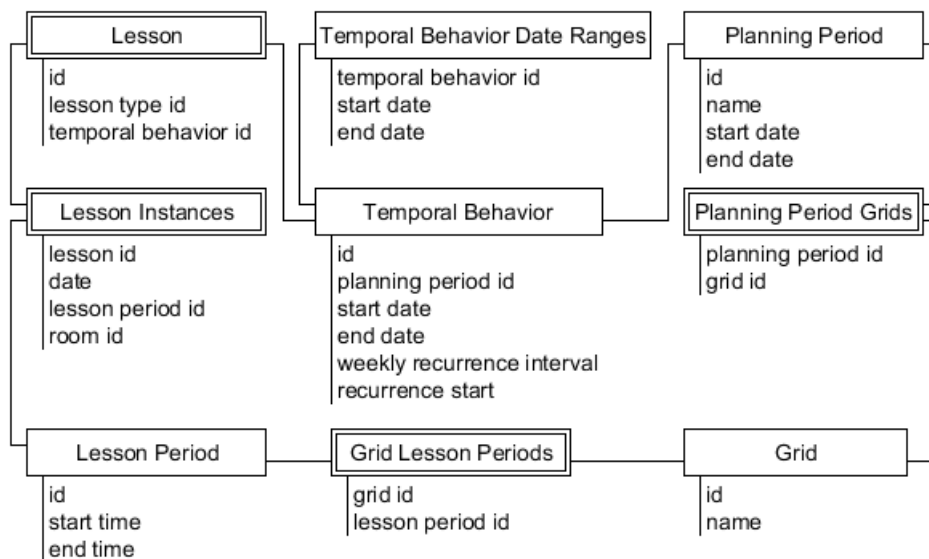 Lesson
id
lesson type id
temporal behavior id
Temporal Behavior Date Ranges
temporal behavior id
start date
end date
Planning Period
id
name
start date
end date
Lesson Instances
lesson id
date
lesson period id
room id
Temporal Behavior
id
planning period id
start date
end date
weekly recurrence interval
recurrence start
Planning Period Grids
planning period id
grid id
Lesson Period
id
start time
end time
Grid Lesson Periods
grid id
lesson period id
Grid
id
name